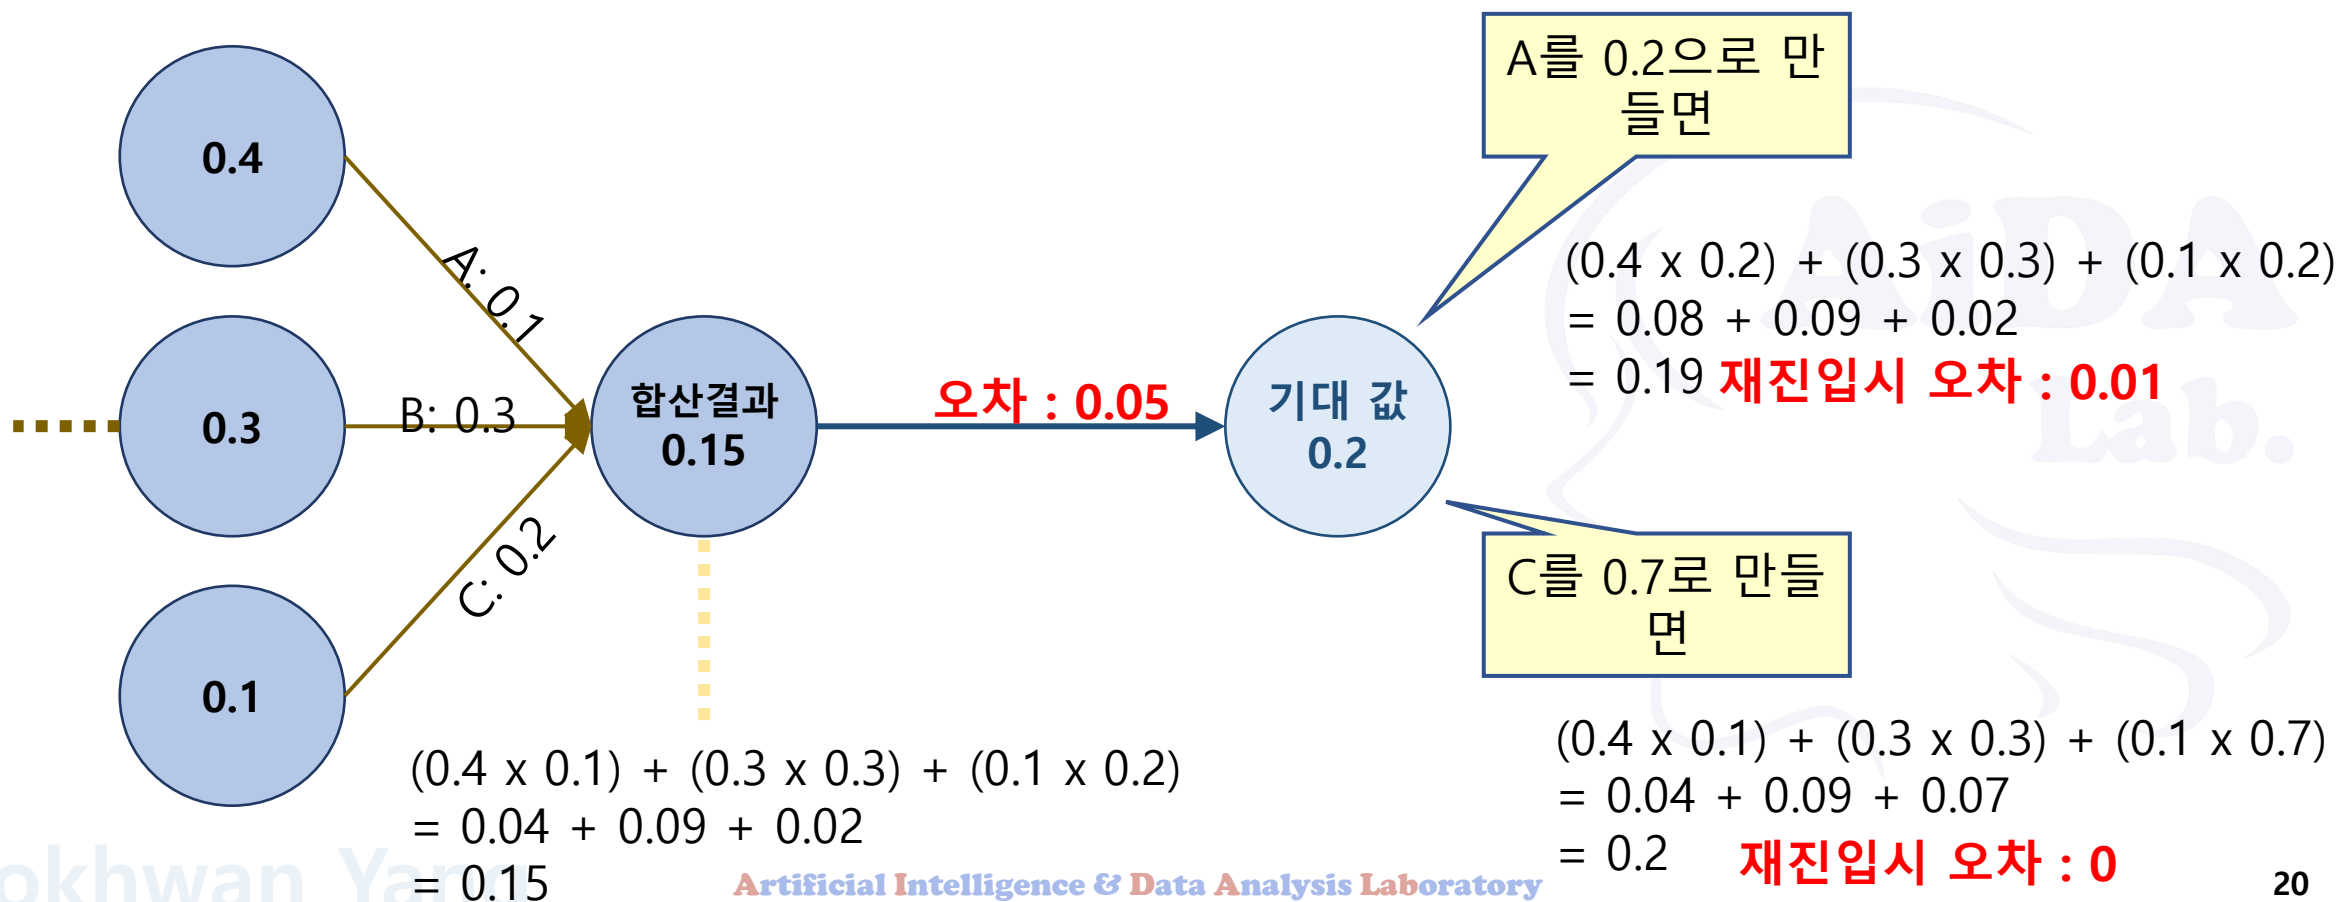 0.4
0.3
0.1
A: 0.1
B: 0.3
C: 0.2
합산결과
0.15
오차 : 0.05
기대 값
0.2
A를 0.2으로 만
들면
(0.4 x 0.2) + (0.3 x 0.3) + (0.1 x 0.2)
= 0.08 + 0.09 + 0.02
= 0.19 재진입시 오차 : 0.01
C를 0.7로 만들
면
(0.4 x 0.1) + (0.3 x 0.3) + (0.1 x 0.7)
= 0.04 + 0.09 + 0.07
= 0.2 재진입시 오차 : 0
(0.4 x 0.1) + (0.3 x 0.3) + (0.1 x 0.2)
= 0.04 + 0.09 + 0.02
= 0.15
AiDA
Lab.
okhwan Yang
Artificial Intelligence & Data Analysis Laboratory
20